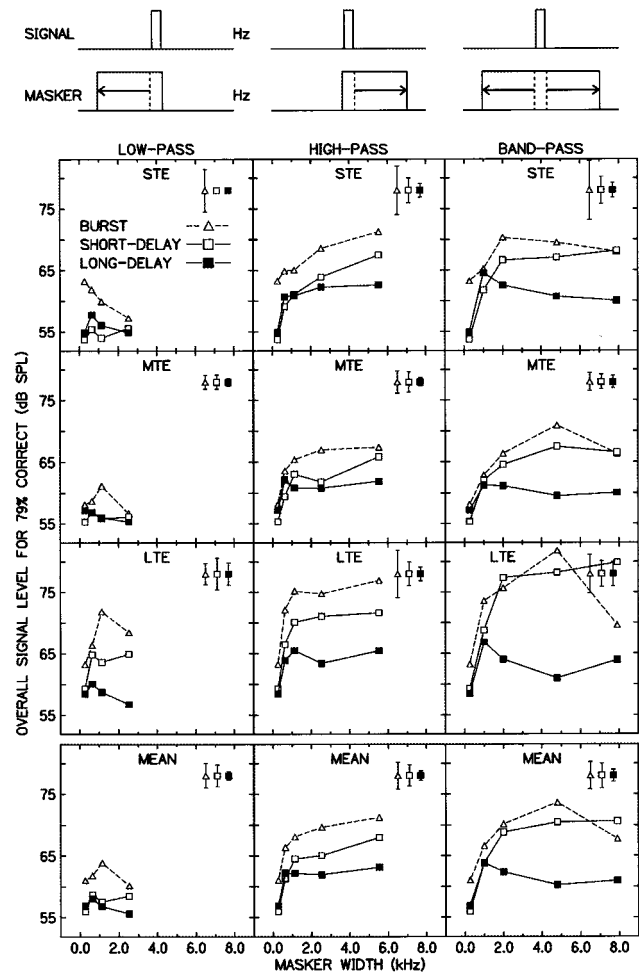 SIGNAL Hz
MASKER Hz
LOW-PASS HIGH-PASS BAND-PASS
STE STE STE
75
65
55
BURST
SHORT-DELAY
LONG-DELAY
MTE MTE MTE
75
65
55
LTE LTE LTE
75
65
55
MEAN MEAN MEAN
75
65
55
OVERALL SIGNAL LEVEL FOR 79% CORRECT (dB SPL)
0.0 2.0 4.0 6.0 8.0 0.0 2.0 4.0 6.0 8.0 0.0 2.0 4.0 6.0 8.0
MASKER WIDTH (kHz)